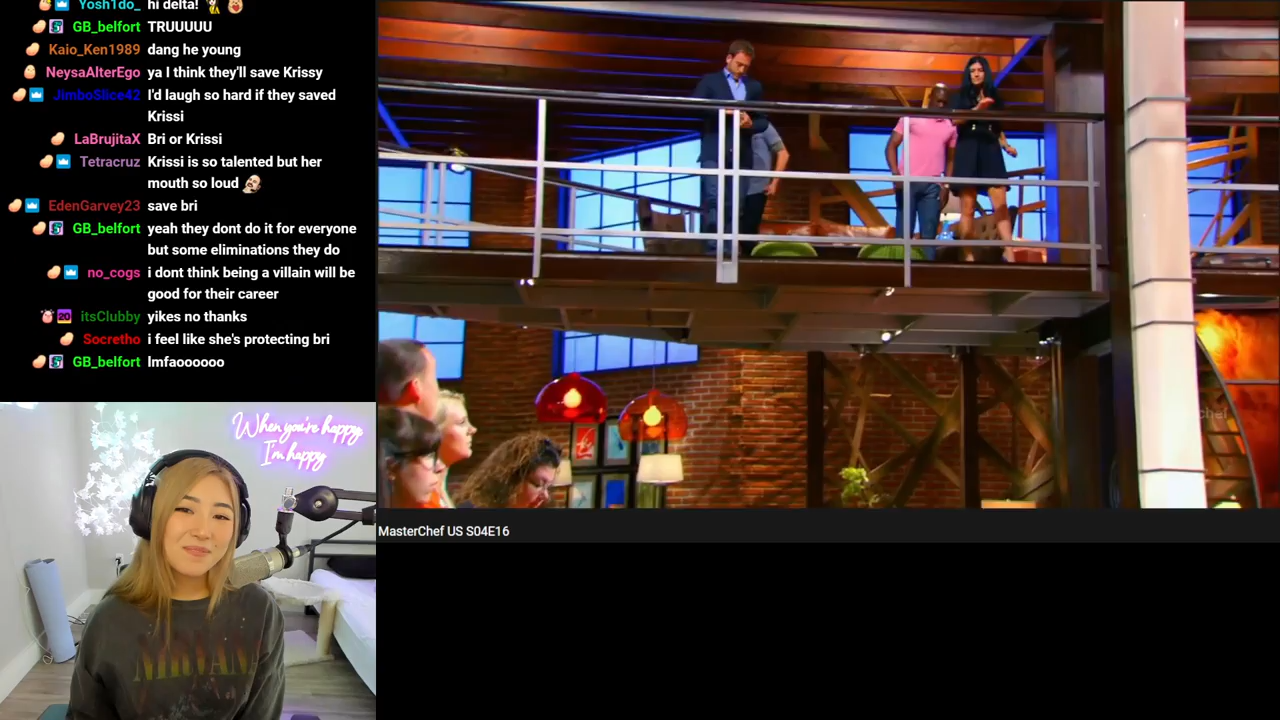 Yosh1do_ hi delta!
GB_belfort TRUUUUU
Kaio_Ken1989 dang he young
NeysaAlterEgo ya I think they'll save Krissy
JimboSlice42 I'd laugh so hard if they saved
Krissi
LaBrujitaX Bri or Krissi
Tetracruz Krissi is so talented but her
mouth so loud
EdenGarvey23 save bri
GB_belfort yeah they dont do it for everyone
but some eliminations they do
no_cogs i dont think being a villain will be
good for their career
20 itsClubby yikes no thanks
Socretho i feel like she's protecting bri
GB_belfort lmfaoooooo
When you're happy
I'm happy
NIRVANA
chef
MasterChef US S04E16